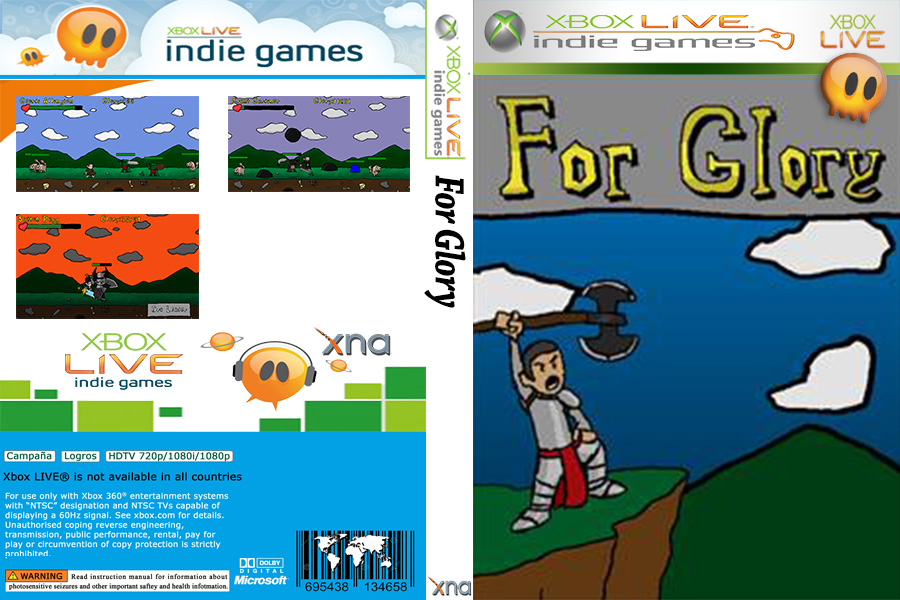 XBOX LIVE
indie games
XBOX LIVE
indie games
For Glory
XBOX LIVE
indie games
xna
Campaña Logros HDTV 720p/1080i/1080p
Xbox LIVE® is not available in all countries
For use only with Xbox 360® entertainment systems
with “NTSC” designation and NTSC TVs capable of
displaying a 60Hz signal. See xbox.com for details.
Unauthorised coping reverse engineering,
transmission, public performance, rental, pay for
play or circumvention of copy protection is strictly
prohibited.
WARNING Read instruction manual for information about
photosensitive seizures and other important saftey and health infotmation.
DOLBY
DIGITAL
Microsoft
695438 134658
xna
XBOX LIVE
indie games
XBOX
LIVE
For Glory